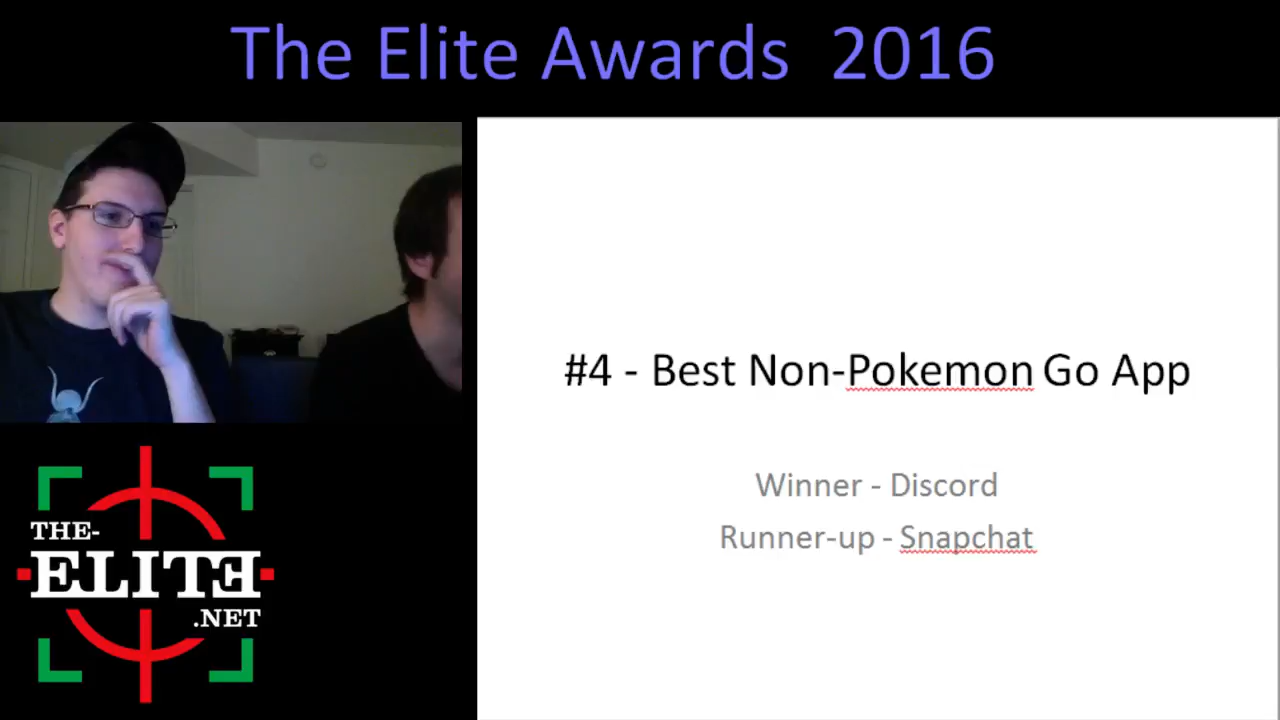 The Elite Awards 2016
#4 - Best Non-Pokemon Go App
Winner - Discord
Runner-up - Snapchat
THE-
ELITE
.NET